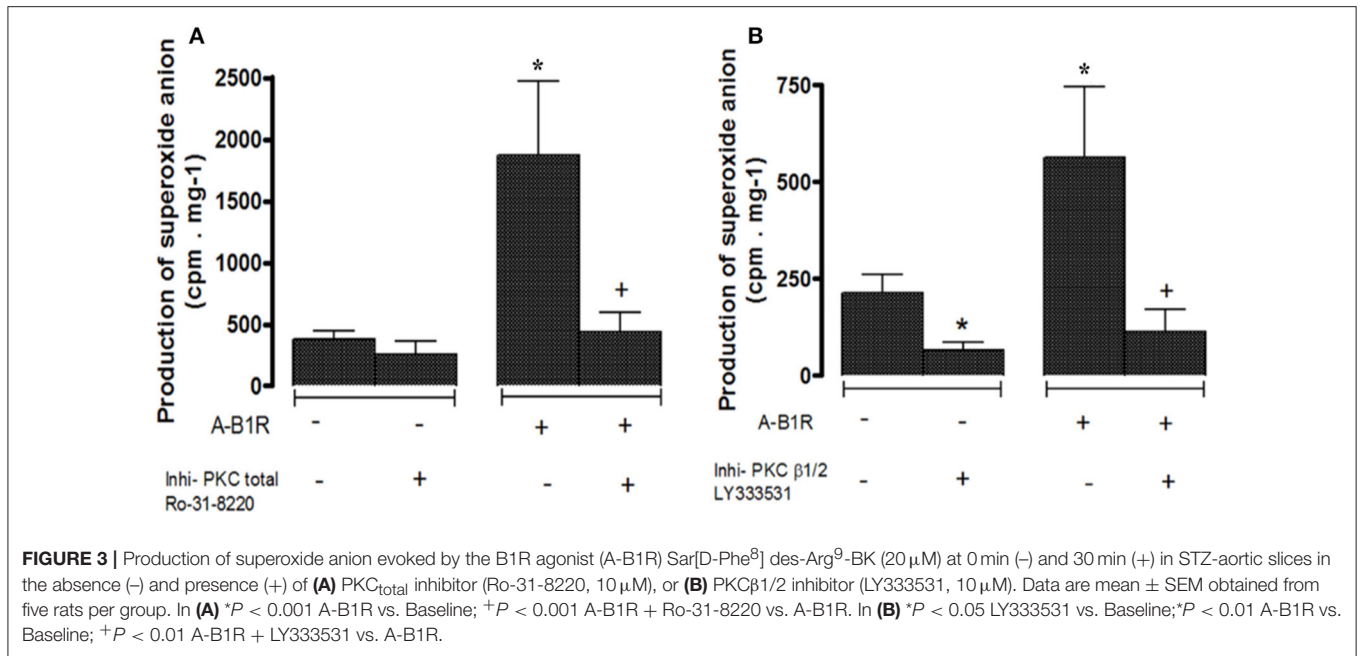 A
Production of superoxide anion
(cpm . mg-1)
2500
2000
1500
1000
500
0
*
+
A-B1R - - + +
Inhi- PKC total
Ro-31-8220 - + - +
B
Production of superoxide anion
(cpm . mg-1)
750
500
250
0
*
*
+
A-B1R - - + +
Inhi- PKC β1/2
LY333531 - + - +
FIGURE 3 | Production of superoxide anion evoked by the B1R agonist (A-B1R) Sar[D-Phe⁸] des-Arg⁹-BK (20 μM) at 0 min (–) and 30 min (+) in STZ-aortic slices in
the absence (–) and presence (+) of (A) PKCtotal inhibitor (Ro-31-8220, 10 μM), or (B) PKCβ1/2 inhibitor (LY333531, 10 μM). Data are mean ± SEM obtained from
five rats per group. In (A) *P < 0.001 A-B1R vs. Baseline; ⁺P < 0.001 A-B1R + Ro-31-8220 vs. A-B1R. In (B) *P < 0.05 LY333531 vs. Baseline;*P < 0.01 A-B1R vs.
Baseline; ⁺P < 0.01 A-B1R + LY333531 vs. A-B1R.